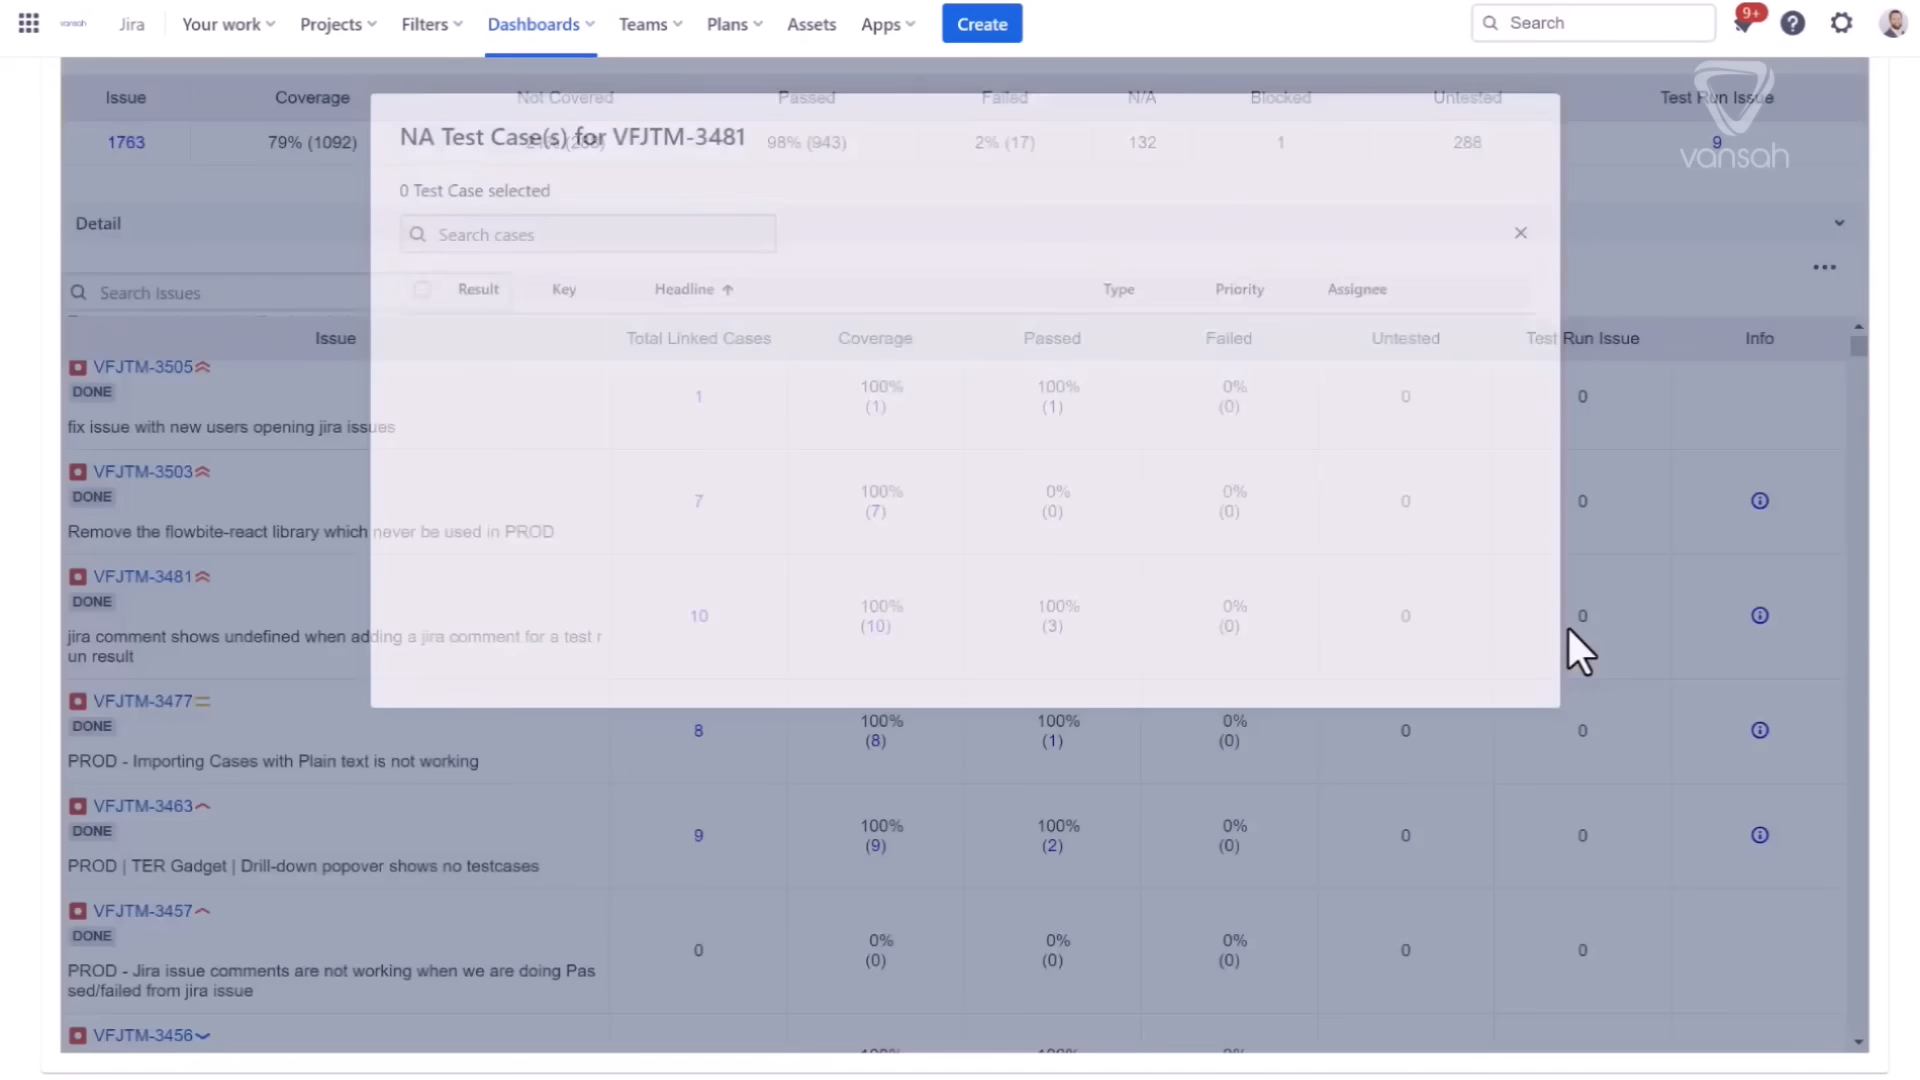 vansah Jira Your work Projects Filters Dashboards Teams Plans Assets Apps Create Search 9+
vansah
Issue Coverage Not Covered Passed Failed N/A Blocked Untested Test Run Issue
1763 79% (1092) 98% (943) 2% (17) 132 1 288 9
NA Test Case(s) for VFJTM-3481
0 Test Case selected
Search cases
Result Key Headline Type Priority Assignee
Detail
Search Issues
Issue Total Linked Cases Coverage Passed Failed Untested Test Run Issue Info
VFJTM-3505
DONE
fix issue with new users opening jira issues
1 100% (1) 100% (1) 0% (0) 0 0
VFJTM-3503
DONE
Remove the flowbite-react library which never be used in PROD
7 100% (7) 0% (0) 0% (0) 0 0
VFJTM-3481
DONE
jira comment shows undefined when adding a jira comment for a test r
un result
10 100% (10) 100% (3) 0% (0) 0 0
VFJTM-3477
DONE
PROD - Importing Cases with Plain text is not working
8 100% (8) 100% (1) 0% (0) 0 0
VFJTM-3463
DONE
PROD | TER Gadget | Drill-down popover shows no testcases
9 100% (9) 100% (2) 0% (0) 0 0
VFJTM-3457
DONE
PROD - Jira issue comments are not working when we are doing Pas
sed/failed from jira issue
0 0% (0) 0% (0) 0% (0) 0 0
VFJTM-3456